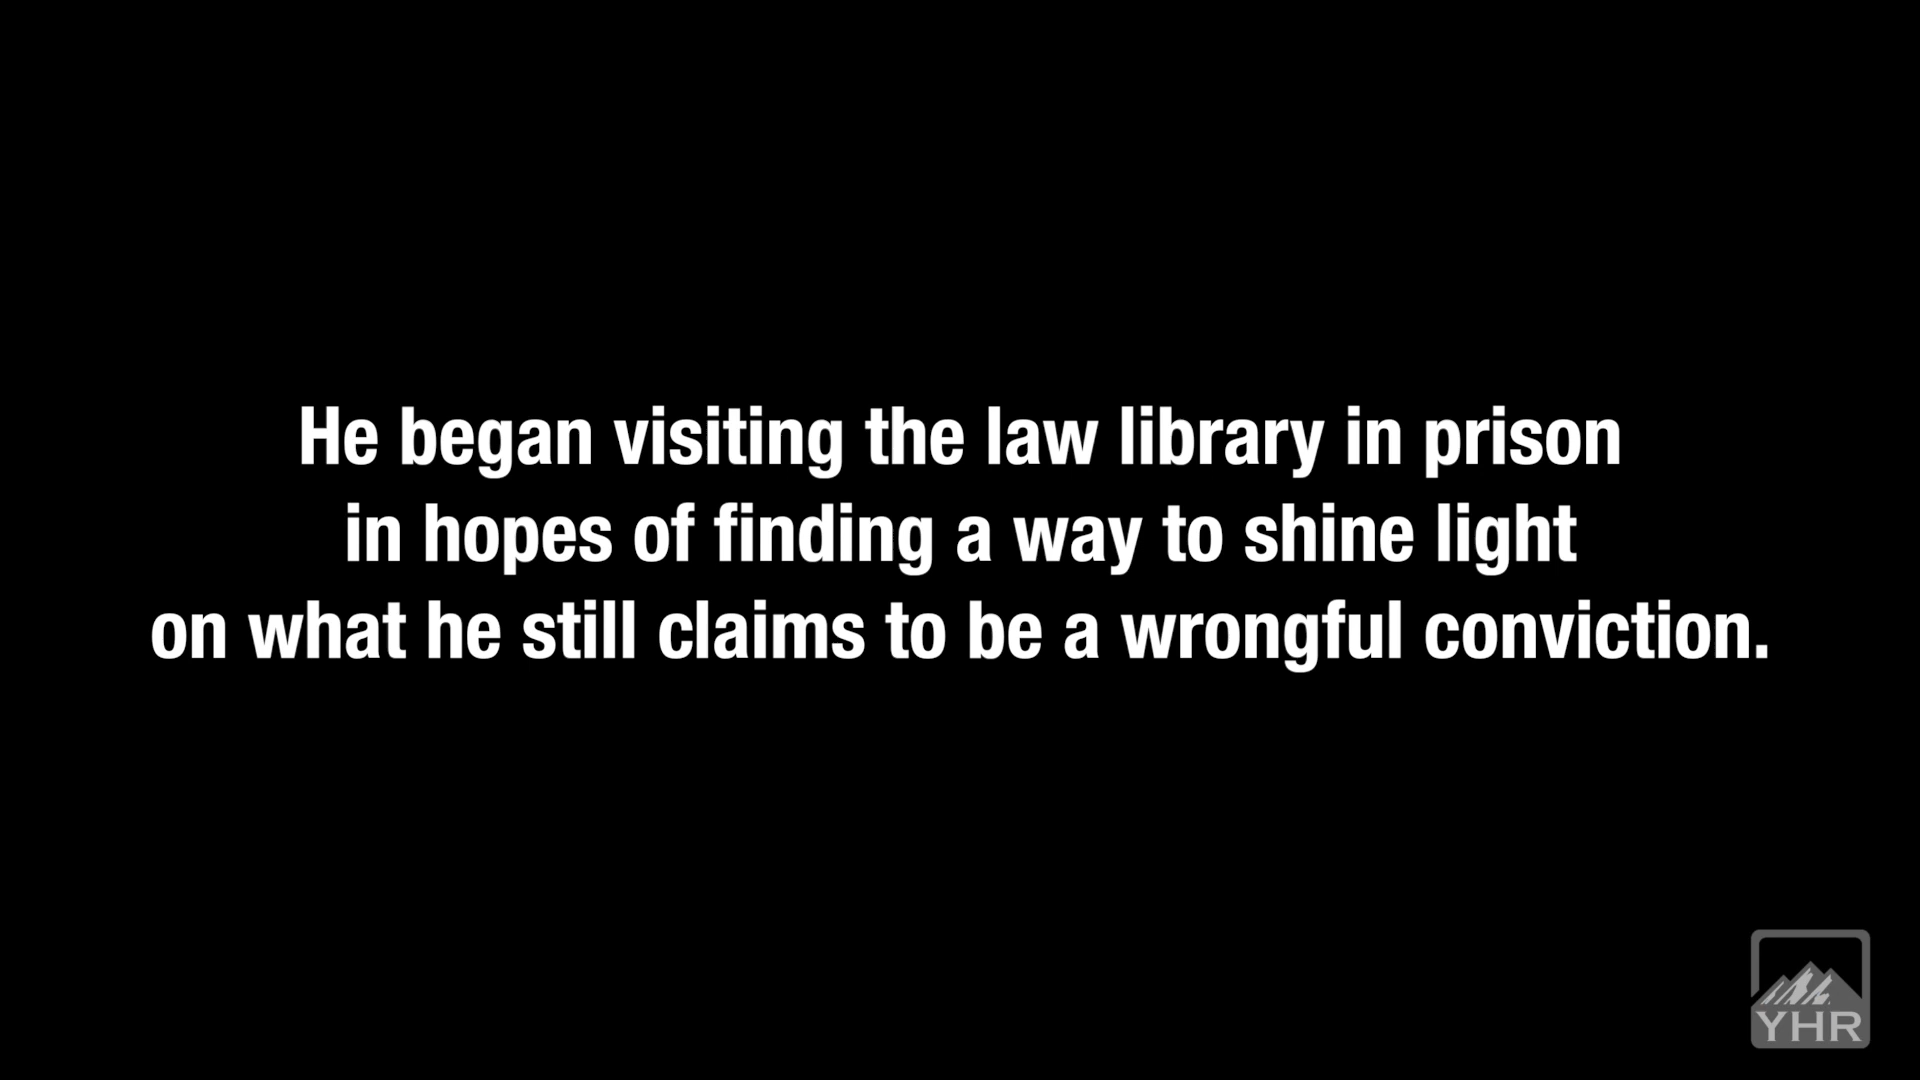 He began visiting the law library in prison
in hopes of finding a way to shine light
on what he still claims to be a wrongful conviction.
YHR